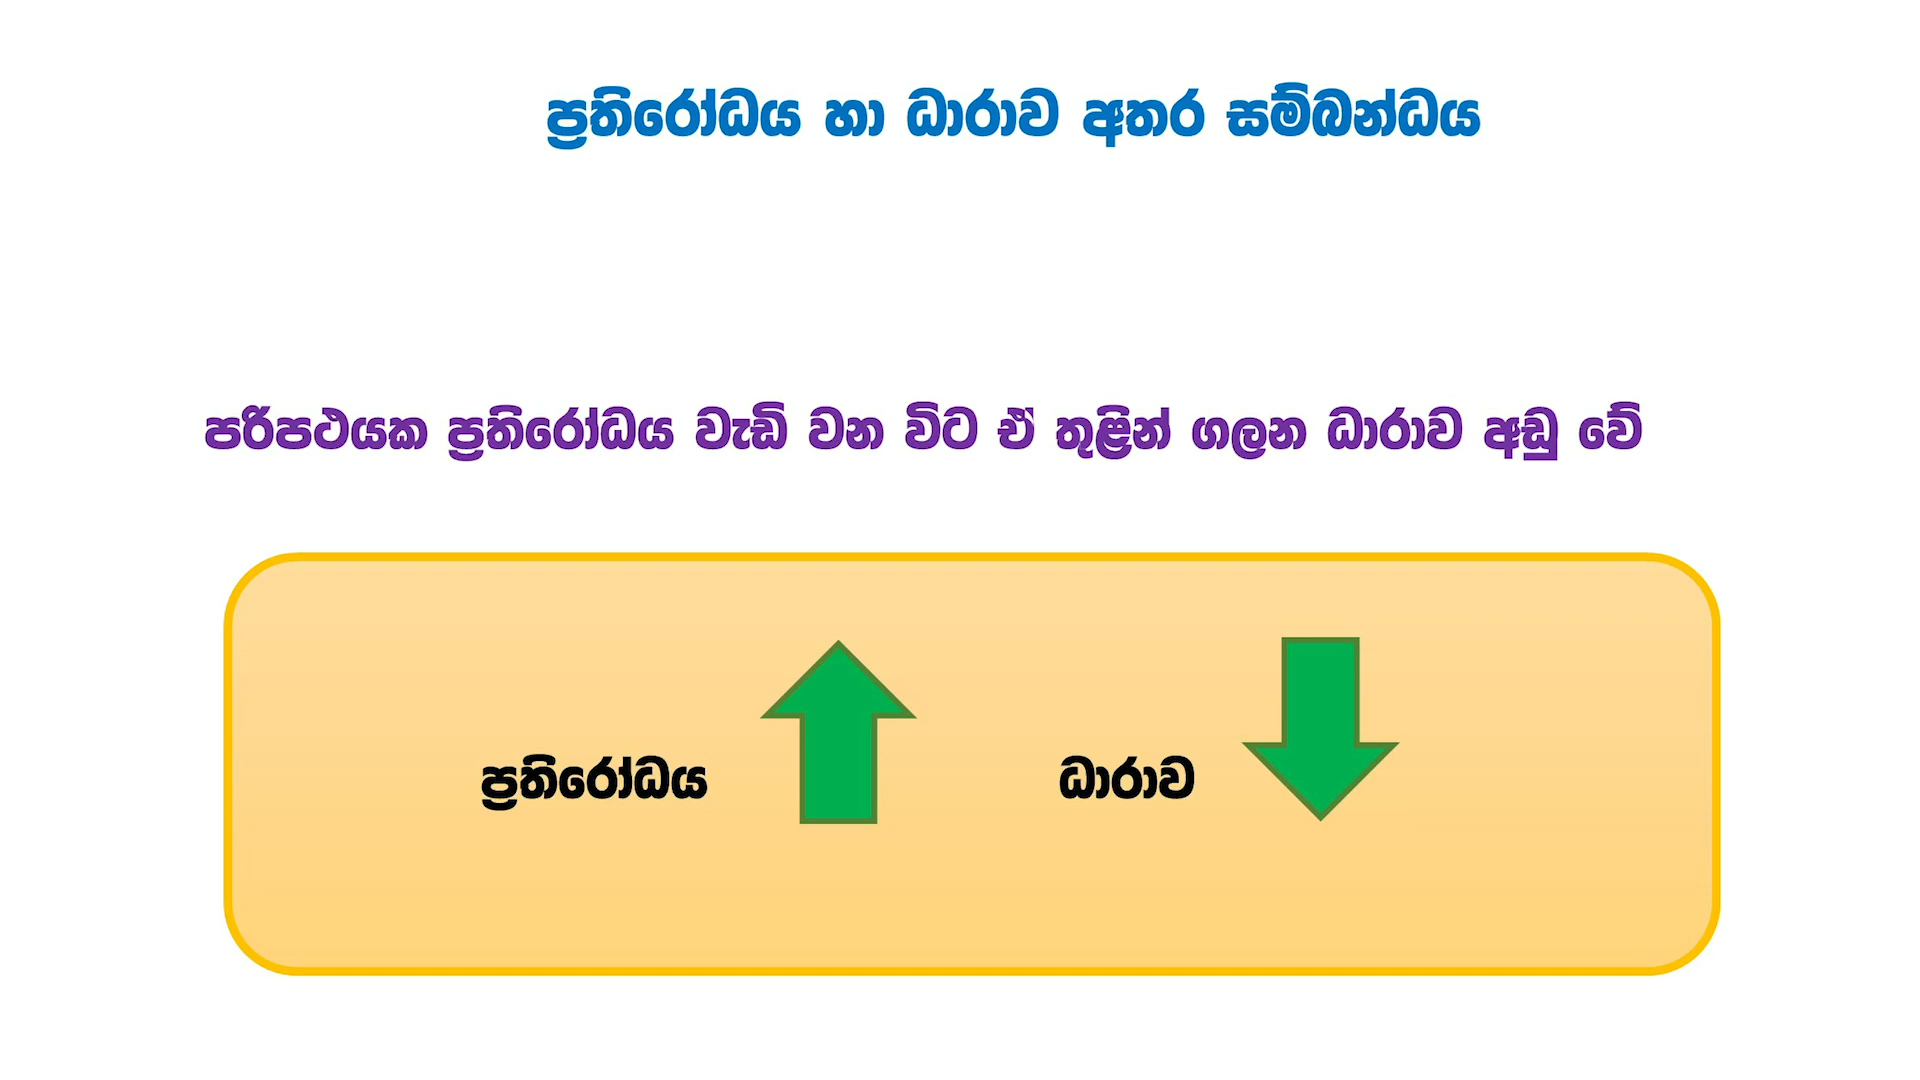 ප්‍රතිරෝධය හා ධාරාව අතර සම්බන්ධය
පරිපථයක ප්‍රතිරෝධය වැඩි වන විට ඒ තුළින් ගලන ධාරාව අඩු වේ
ප්‍රතිරෝධය ධාරාව